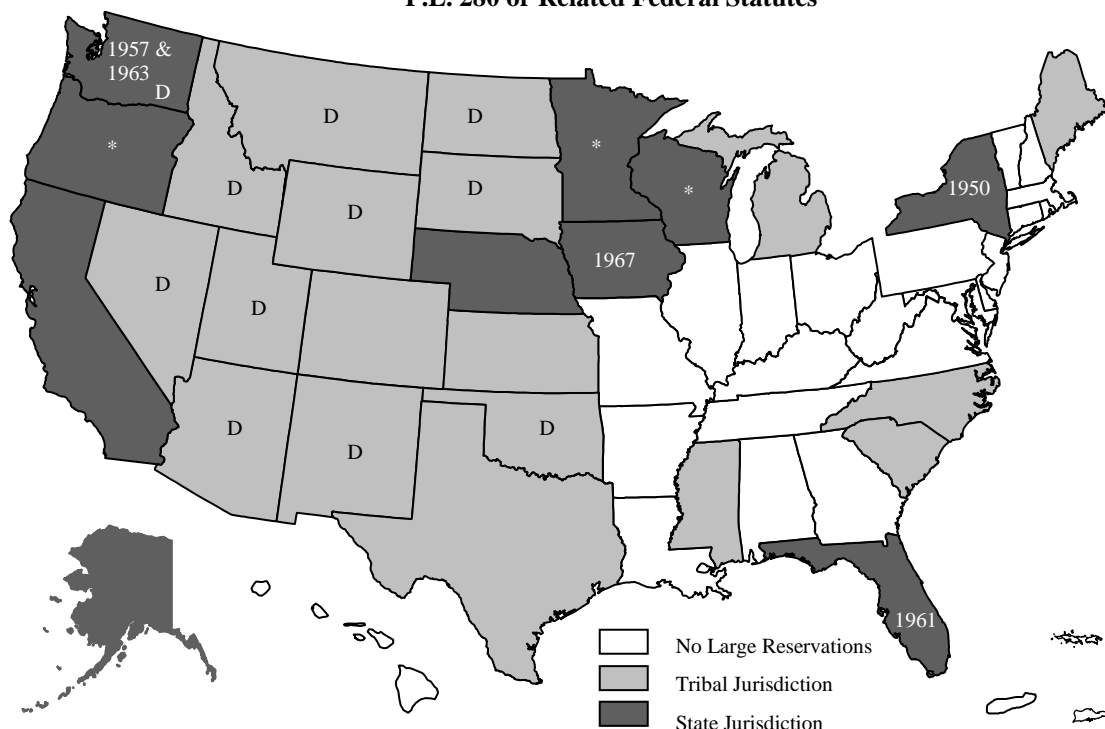 P.L. 280 or Related Federal Statutes
1957 &
1963
D
D
D
*
*
*
1950
D
D
D
1967
D
D
D
D
D
1961
No Large Reservations
Tribal Jurisdiction
State Jurisdiction